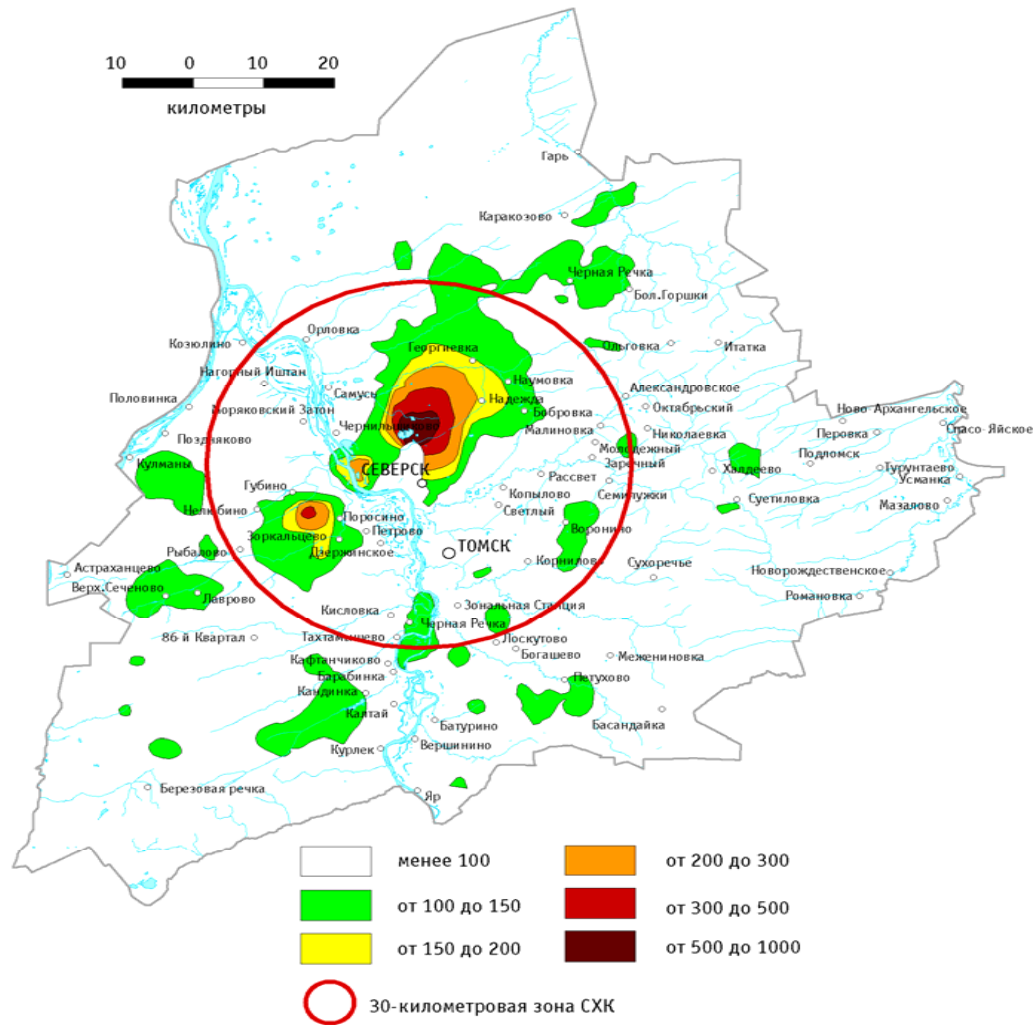 10 0 10 20
километры
Гарь
Каракозово
Черная Речка
Бол.Горшки
Орловка
Козюлино
Георгиевка
Ольговка
Итатка
Нагорный Иштан
Наумовка
Самусь
Александровское
Половинка
Надежда
Моряковский Затон
Бобровка
Октябрьский
Ново-Архангельское
Чернильщиково
Малиновка
Николаевка
Перовка
Спасо-Яйское
Поздняково
Молодежный
Кулманы
СЕВЕРСК
Заречный
Халдеево
Подломск
Турунтаево
Рассвет
Усманка
Губино
Копылово
Семилужки
Суетиловка
Мазалово
Нелюбино
Светлый
Поросино
Воронино
Зоркальцево
Петрово
Рыбалово
Дзержинское
ТОМСК
Корнилово
Сухоречье
Астраханцево
Новорождественское
Верх.Сеченово
Лаврово
Романовка
Кисловка
Зональная Станция
Черная Речка
86-й Квартал
Тахтамышево
Лоскутово
Богашево
Межениновка
Кафтанчиково
Барабинка
Петухово
Кандинка
Калтай
Батурино
Басандайка
Курлек
Вершинино
Березовая речка
Яр
менее 100
от 200 до 300
от 100 до 150
от 300 до 500
от 150 до 200
от 500 до 1000
30-километровая зона СХК